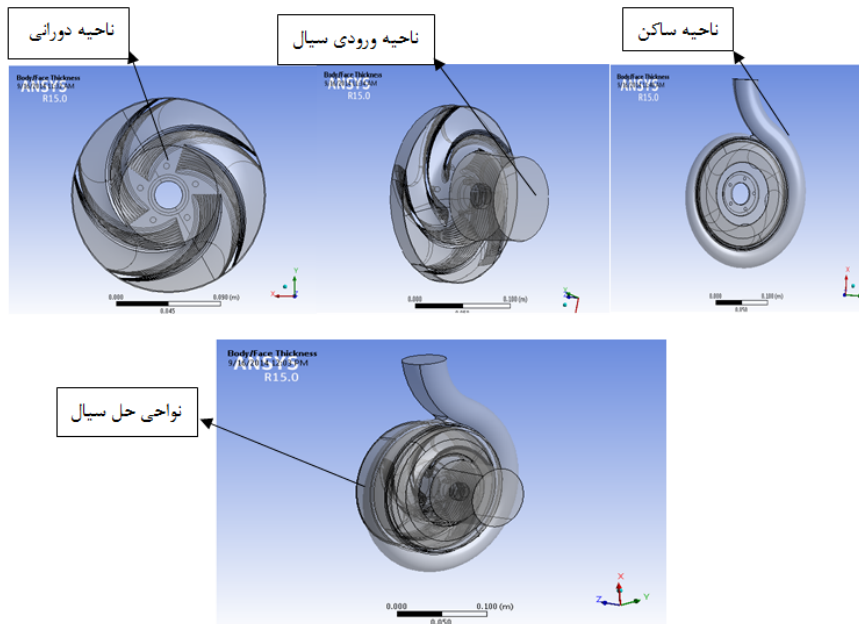 ناحیه دورانی
ناحیه ورودی سیال
ناحیه ساکن
Body/Face Thickness
ANSYS
R15.0
Body/Face Thickness
ANSYS
R15.0
Body/Face Thickness
ANSYS
R15.0
Y
X
0.000
0.090 (m)
0.045
0.000
0.100 (m)
X
0.000
0.100 (m)
0.050
X
نواحی حل سیال
Body/Face Thickness
ANSYS
R15.0
X
Z
Y
0.000
0.100 (m)
0.050